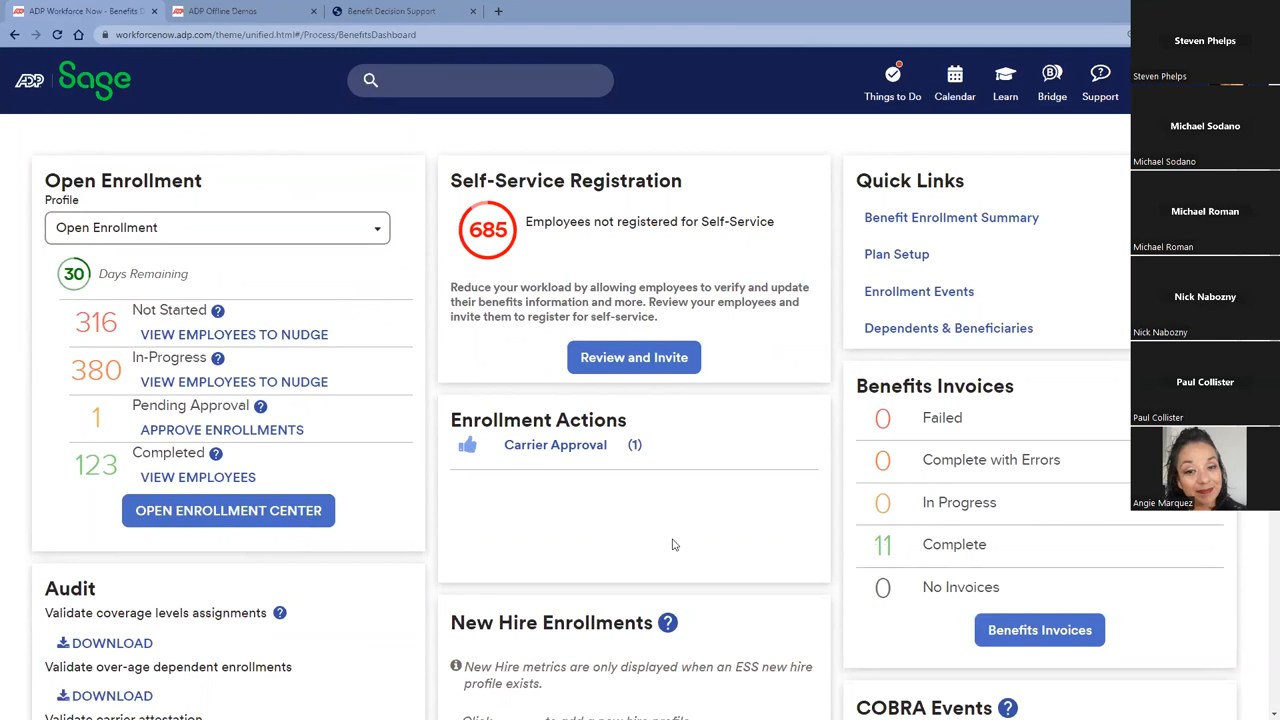 ADP Workforce Now - Benefits D
ADP Offline Demos
Benefit Decision Support
workforcenow.adp.com/theme/unified.html#/Process/BenefitsDashboard
ADP
Sage
Things to Do
Calendar
Learn
Bridge
Support
Open Enrollment
Profile
Open Enrollment
30 Days Remaining
316 Not Started
VIEW EMPLOYEES TO NUDGE
380 In-Progress
VIEW EMPLOYEES TO NUDGE
1 Pending Approval
APPROVE ENROLLMENTS
123 Completed
VIEW EMPLOYEES
OPEN ENROLLMENT CENTER
Audit
Validate coverage levels assignments
DOWNLOAD
Validate over-age dependent enrollments
DOWNLOAD
Validate carrier attestation
Self-Service Registration
685 Employees not registered for Self-Service
Reduce your workload by allowing employees to verify and update
their benefits information and more. Review your employees and
invite them to register for self-service.
Review and Invite
Enrollment Actions
Carrier Approval (1)
New Hire Enrollments
New Hire metrics are only displayed when an ESS new hire
profile exists.
Click to add a new hire profile
Quick Links
Benefit Enrollment Summary
Plan Setup
Enrollment Events
Dependents & Beneficiaries
Benefits Invoices
0 Failed
0 Complete with Errors
0 In Progress
11 Complete
0 No Invoices
Benefits Invoices
COBRA Events
Steven Phelps
Steven Phelps
Michael Sodano
Michael Sodano
Michael Roman
Michael Roman
Nick Nabozny
Nick Nabozny
Paul Collister
Paul Collister
Angie Marquez